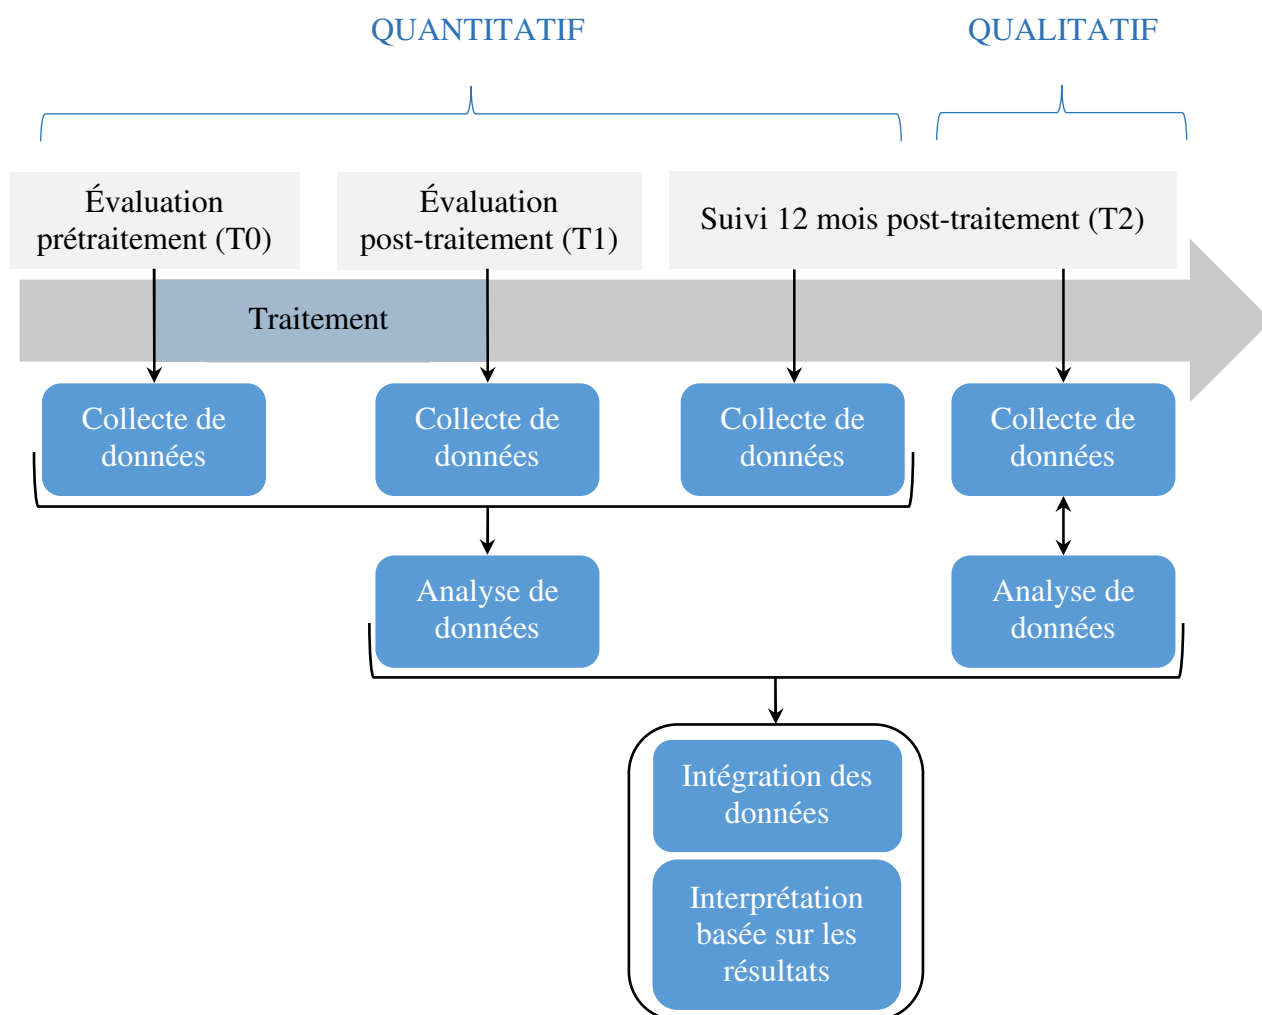 QUANTITATIF
QUALITATIF
Évaluation
prétraitement (T0)
Évaluation
post-traitement (T1)
Suivi 12 mois post-traitement (T2)
Traitement
Collecte de
données
Collecte de
données
Collecte de
données
Collecte de
données
Analyse de
données
Analyse de
données
Intégration des
données
Interprétation
basée sur les
résultats